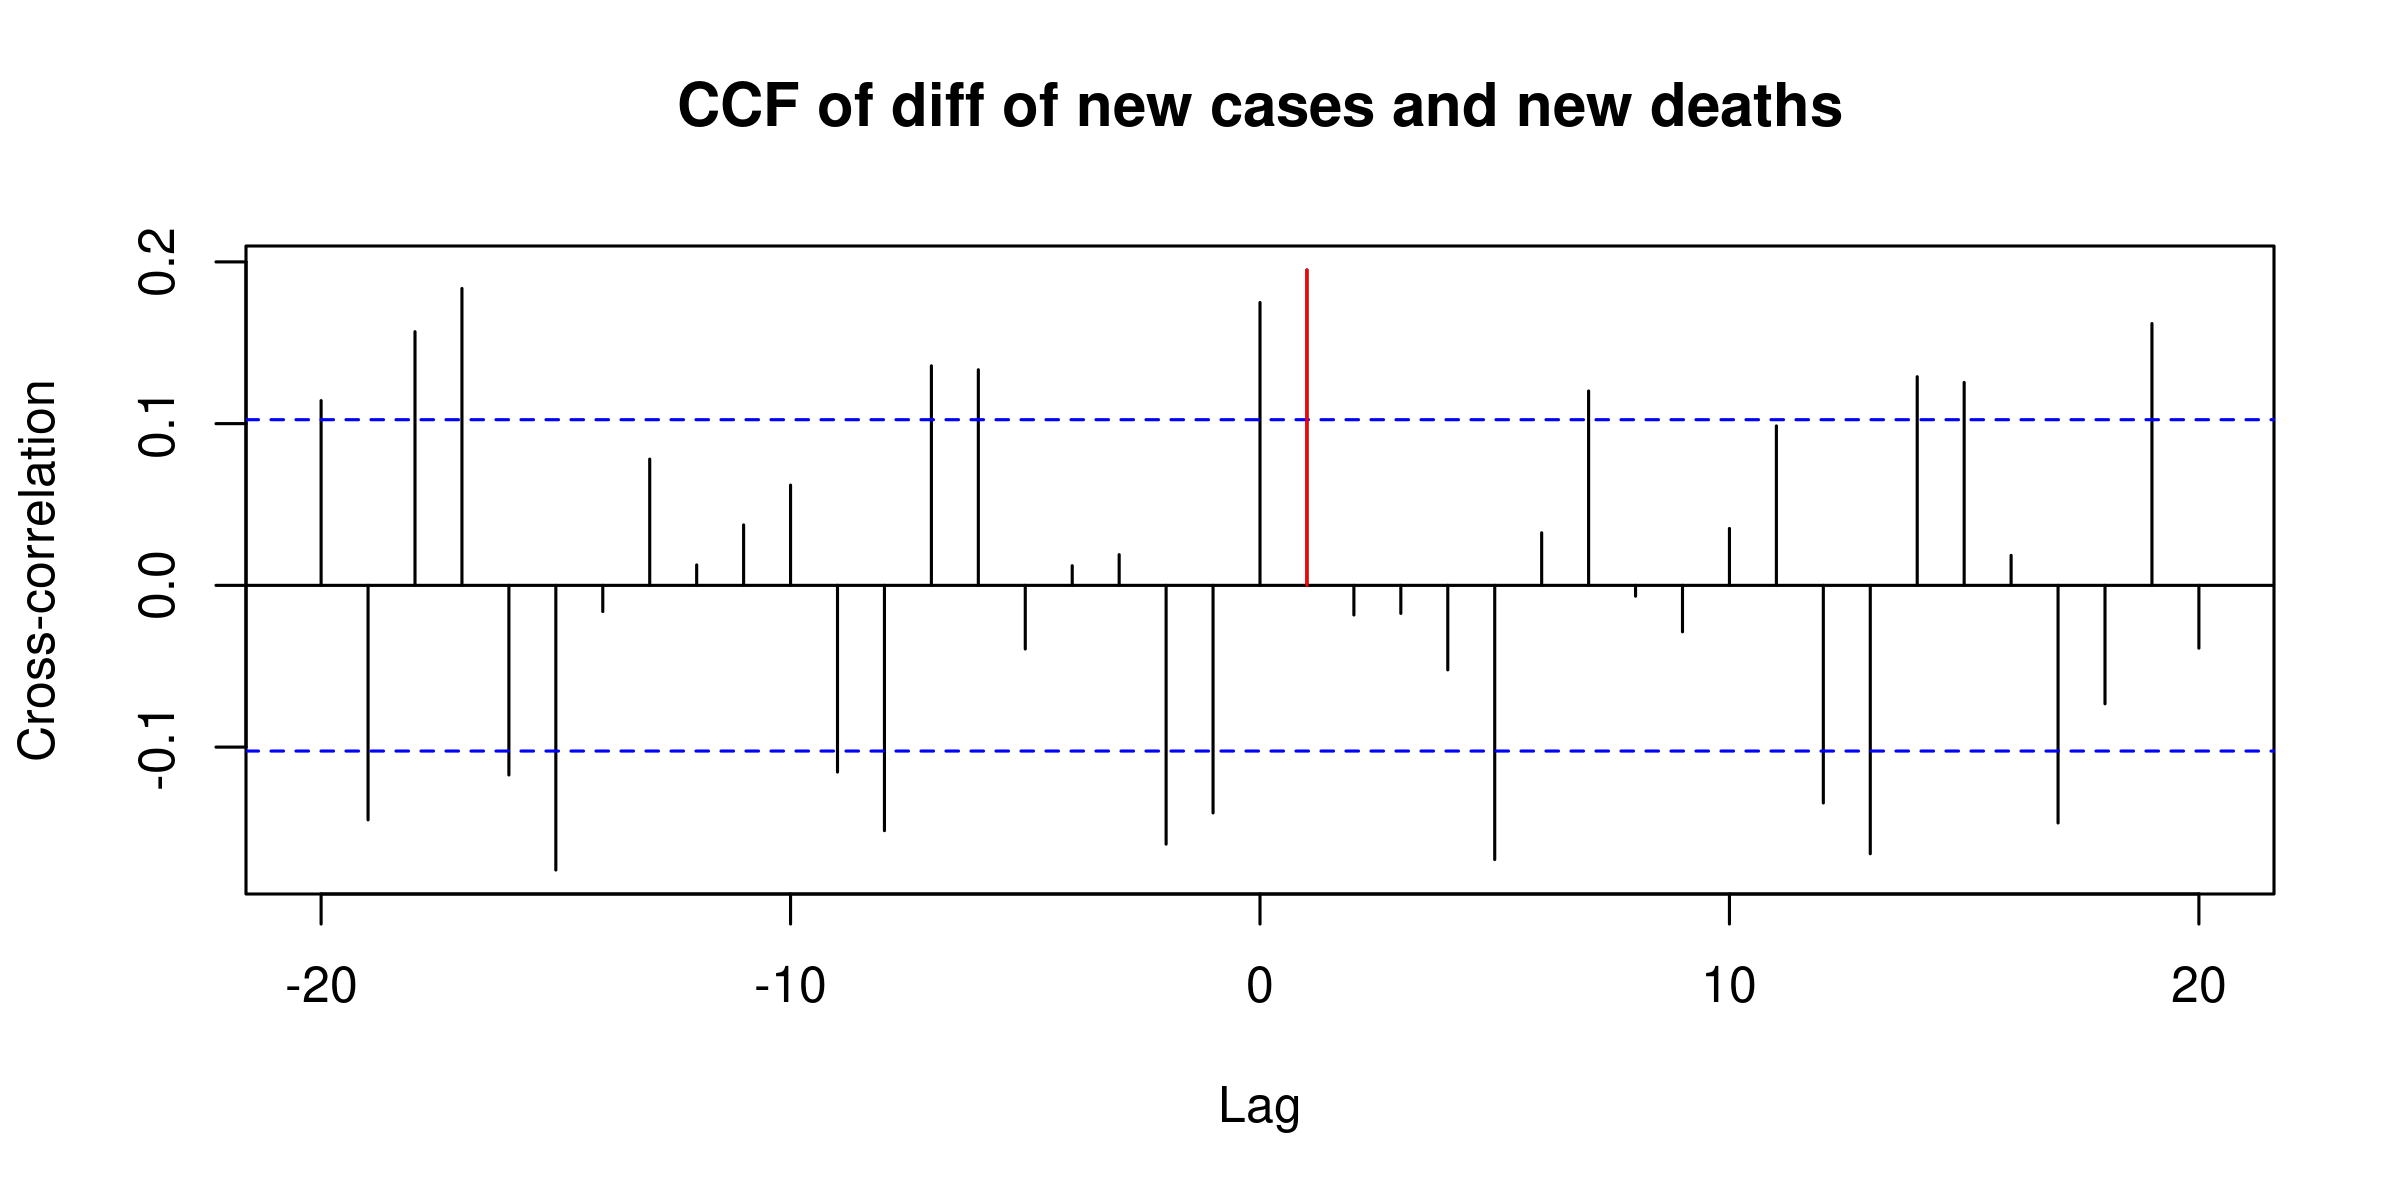 CCF of diff of new cases and new deaths
Cross-correlation
0.2
0.1
0.0
-0.1
-20 -10 0 10 20
Lag